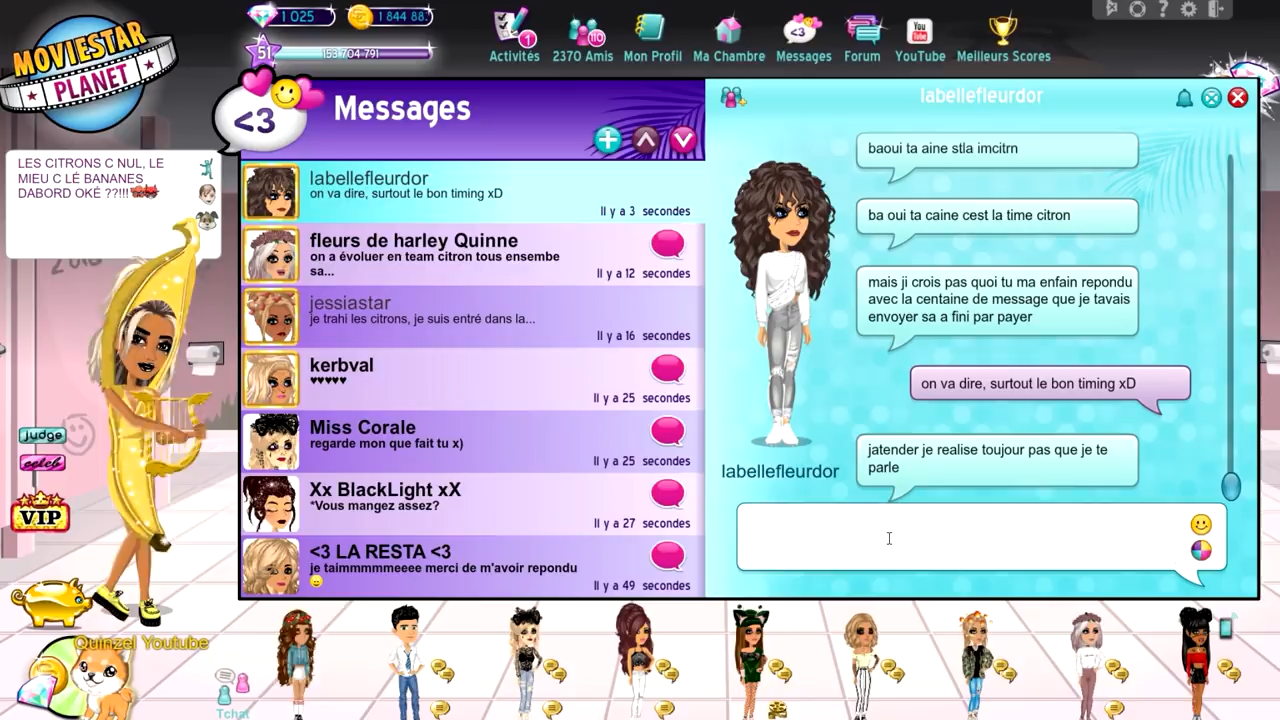 MOVIESTAR
PLANET
1 025
1 844 88
51
153 704 791
1
110
You
Tube
Activités
2370 Amis
Mon Profil
Ma Chambre
Messages
Forum
YouTube
Meilleurs Scores
<3
<3
Messages
LES CITRONS C NUL, LE
MIEU C LÉ BANANES
DABORD OKÉ ??!!!
judge
celeb
VIP
labellefleurdor
on va dire, surtout le bon timing xD
Il y a 3 secondes
fleurs de harley Quinne
on a évoluer en team citron tous ensembe
sa...
Il y a 12 secondes
jessiastar
je trahi les citrons, je suis entré dans la...
Il y a 16 secondes
kerbval
♥♥♥♥♥
Il y a 25 secondes
Miss Corale
regarde mon que fait tu x)
Il y a 25 secondes
Xx BlackLight xX
*Vous mangez assez?
Il y a 27 secondes
<3 LA RESTA <3
je taimmmmmeeee merci de m'avoir repondu
Il y a 49 secondes
labellefleurdor
baoui ta aine stla imcitrn
ba oui ta caine cest la time citron
mais ji crois pas quoi tu ma enfain repondu
avec la centaine de message que je tavais
envoyer sa a fini par payer
on va dire, surtout le bon timing xD
jatender je realise toujour pas que je te
parle
labellefleurdor
Quinzel Youtube
Tchat